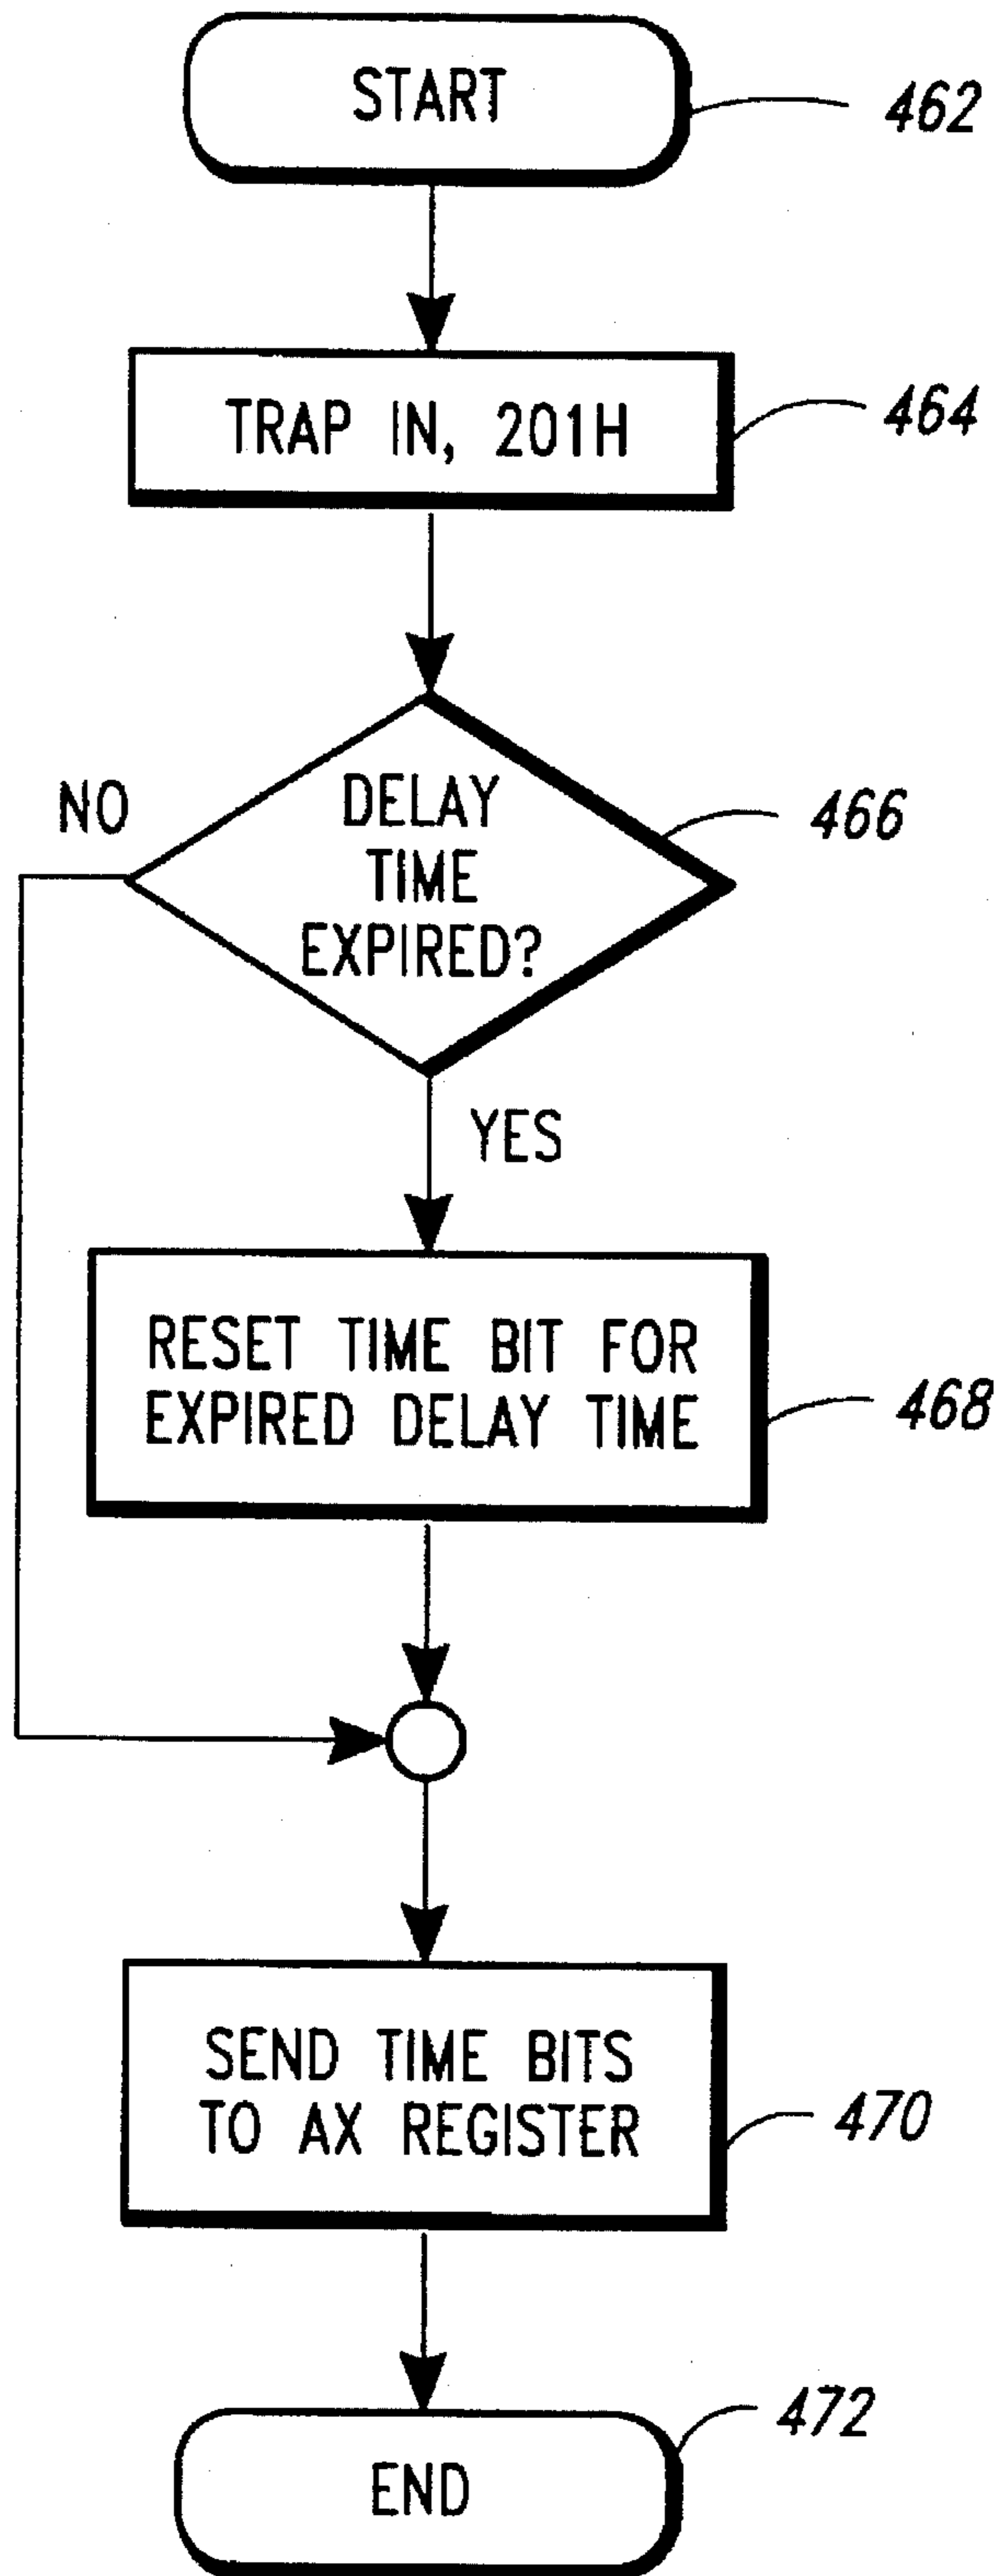 START
462
TRAP IN, 201H
464
NO
DELAY
TIME
EXPIRED?
466
YES
RESET TIME BIT FOR
EXPIRED DELAY TIME
468
SEND TIME BITS
TO AX REGISTER
470
END
472